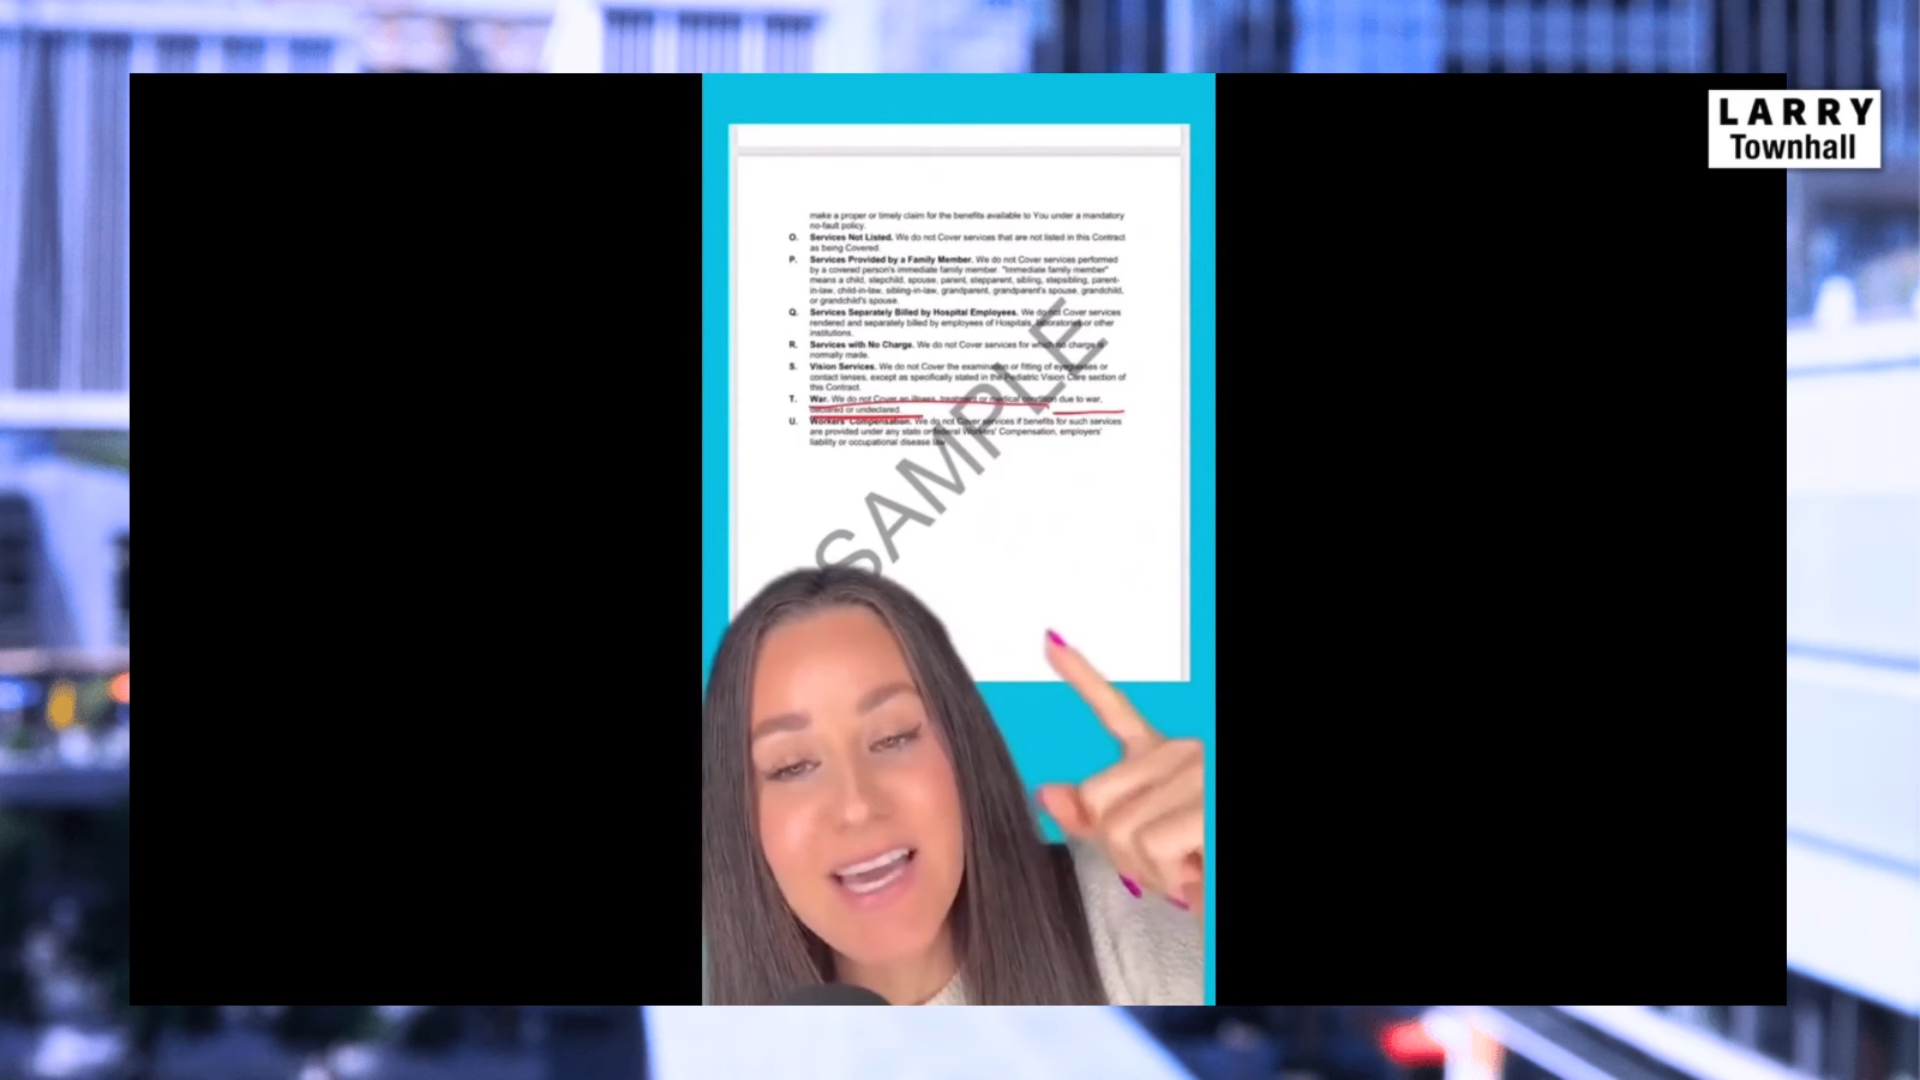 LARRY
Townhall
make a proper or timely claim for the benefits available to You under a mandatory
no-fault policy.
O. Services Not Listed. We do not Cover services that are not listed in this Contract
as being Covered.
P. Services Provided by a Family Member. We do not Cover services performed
by a covered person's immediate family member. "Immediate family member"
means a child, stepchild, spouse, parent, stepparent, sibling, stepsibling, parent-
in-law, child-in-law, sibling-in-law, grandparent, grandparent's spouse, grandchild,
or grandchild's spouse.
Q. Services Separately Billed by Hospital Employees. We do not Cover services
rendered and separately billed by employees of Hospitals, laboratories or other
institutions.
R. Services with No Charge. We do not Cover services for which no charge is
normally made.
S. Vision Services. We do not Cover the examination or fitting of eyeglasses or
contact lenses, except as specifically stated in the Pediatric Vision Care section of
this Contract.
T. War. We do not Cover an illness, treatment or medical condition due to war,
declared or undeclared.
U. Workers' Compensation. We do not Cover services if benefits for such services
are provided under any state or federal Workers' Compensation, employers'
liability or occupational disease law.
SAMPLE